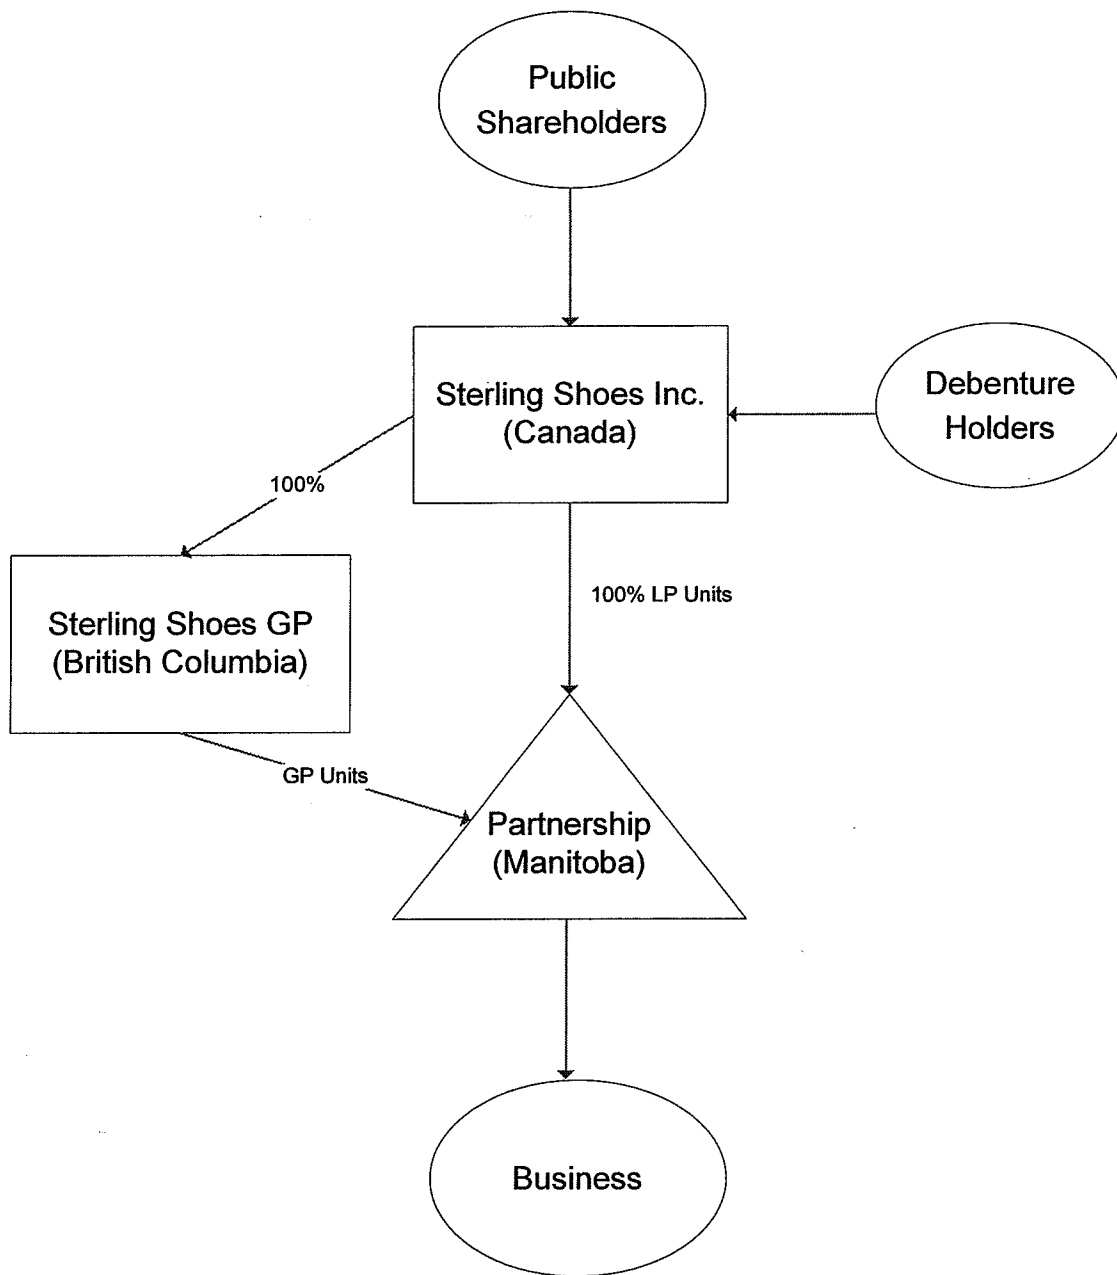 Public
Shareholders
Sterling Shoes Inc.
(Canada)
Debenture
Holders
100%
100% LP Units
Sterling Shoes GP
(British Columbia)
GP Units
Partnership
(Manitoba)
Business